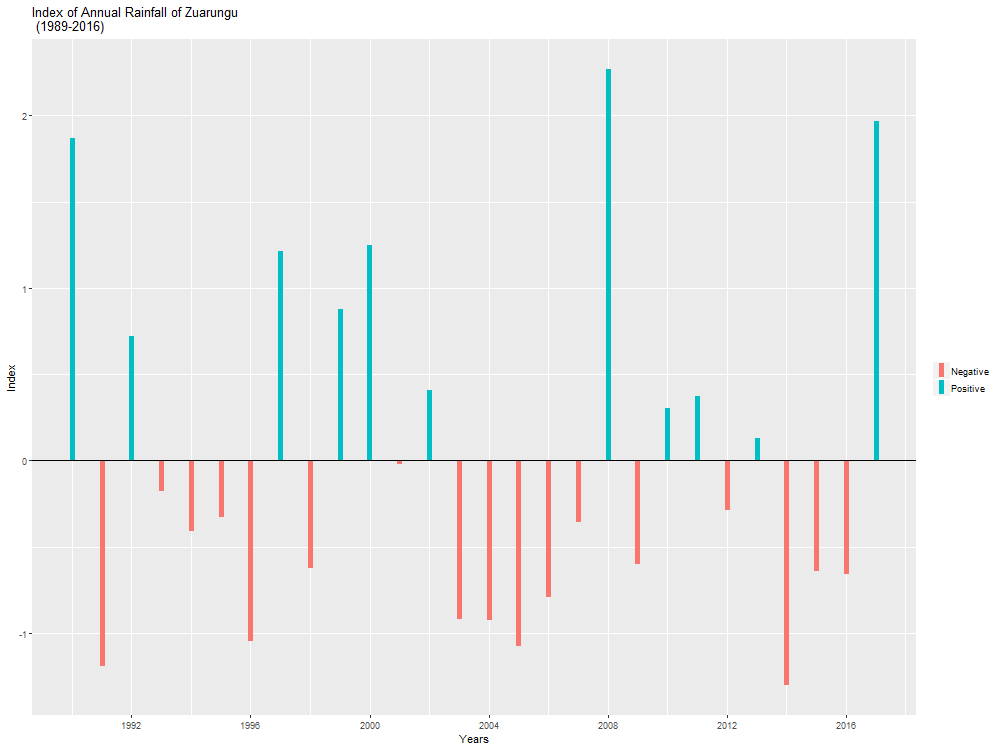 Index of Annual Rainfall of Zuarungu
(1989-2016)
2
1
0
-1
Index
1992
1996
2000
2004
2008
2012
2016
Years
Negative
Positive